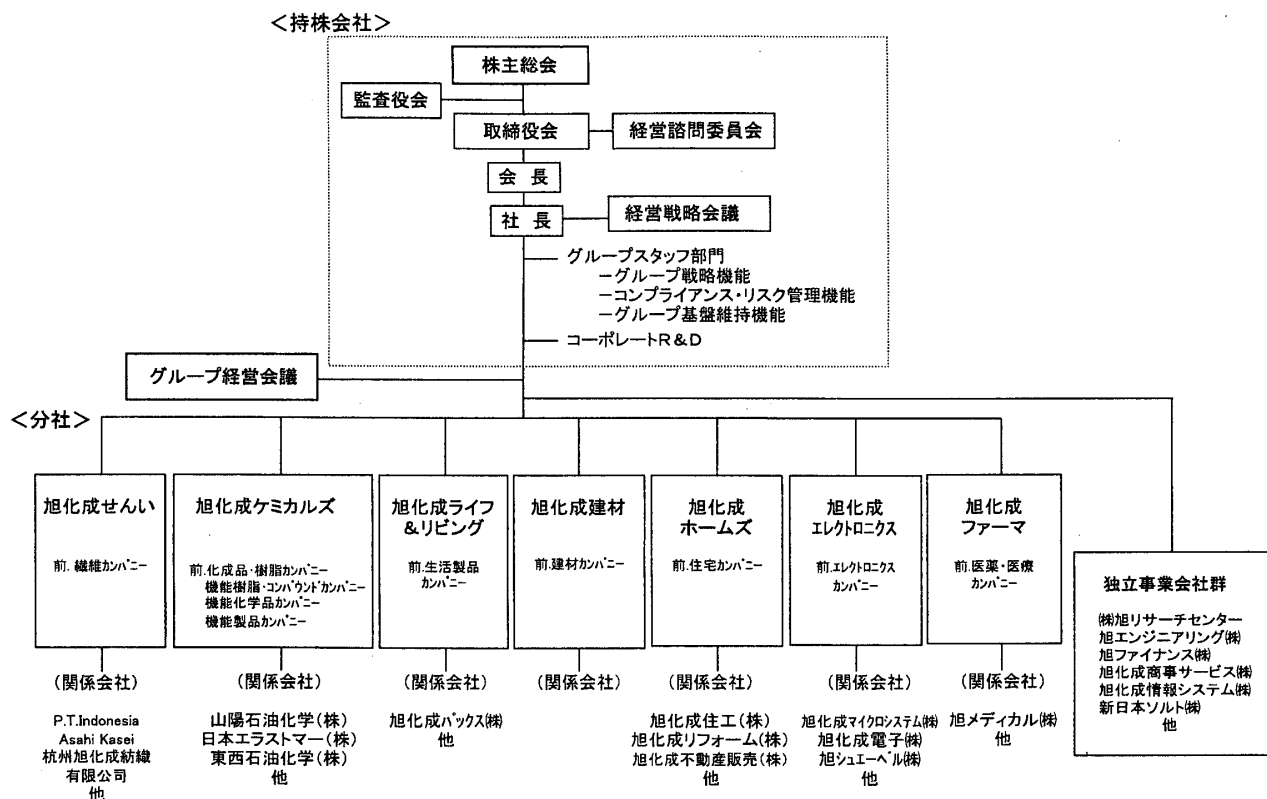 ＜持株会社＞
株主総会
監査役会
取締役会
経営諮問委員会
会 長
社 長
経営戦略会議
グループスタッフ部門
－グループ戦略機能
－コンプライアンス・リスク管理機能
－グループ基盤維持機能
コーポレートR＆D
グループ経営会議
＜分社＞
旭化成せんい
前. 繊維カンパニー
旭化成ケミカルズ
前.化成品・樹脂カンパニー
機能樹脂・コンパウンドカンパニー
機能化学品カンパニー
機能製品カンパニー
旭化成ライフ
＆リビング
前.生活製品
カンパニー
旭化成建材
前.建材カンパニー
旭化成
ホームズ
前.住宅カンパニー
旭化成
エレクトロニクス
前.エレクトロニクス
カンパニー
旭化成
ファーマ
前.医薬・医療
カンパニー
独立事業会社群
㈱旭リサーチセンター
旭エンジニアリング㈱
旭ファイナンス㈱
旭化成商事サービス㈱
旭化成情報システム㈱
新日本ソルト㈱
他
（関係会社）
P.T.Indonesia
Asahi Kasei
杭州旭化成紡織
有限公司
他
（関係会社）
山陽石油化学（株）
日本エラストマー（株）
東西石油化学（株）
他
（関係会社）
旭化成パックス㈱
他
（関係会社）
（関係会社）
旭化成住工（株）
旭化成リフォーム（株）
旭化成不動産販売（株）
他
（関係会社）
旭化成マイクロシステム㈱
旭化成電子㈱
旭シュエーベル㈱
他
（関係会社）
旭メディカル㈱
他